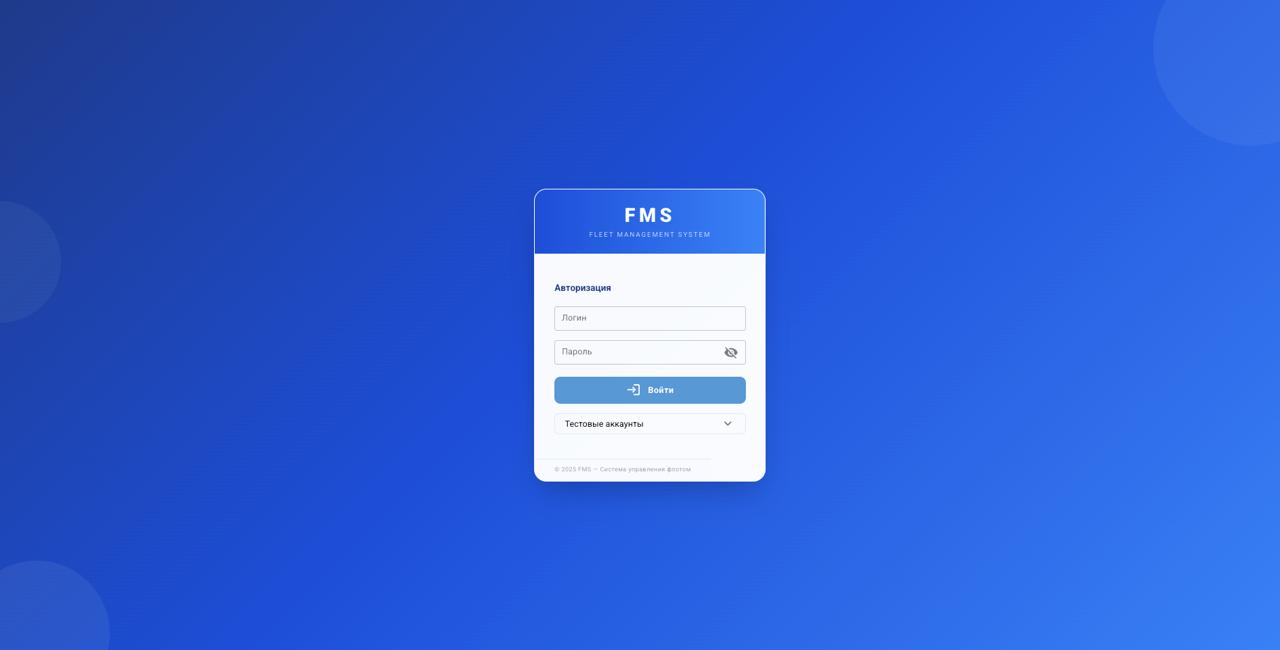 FMS
FLEET MANAGEMENT SYSTEM
Авторизация
Логин
Пароль
Войти
Тестовые аккаунты
© 2025 FMS — Система управления флотом